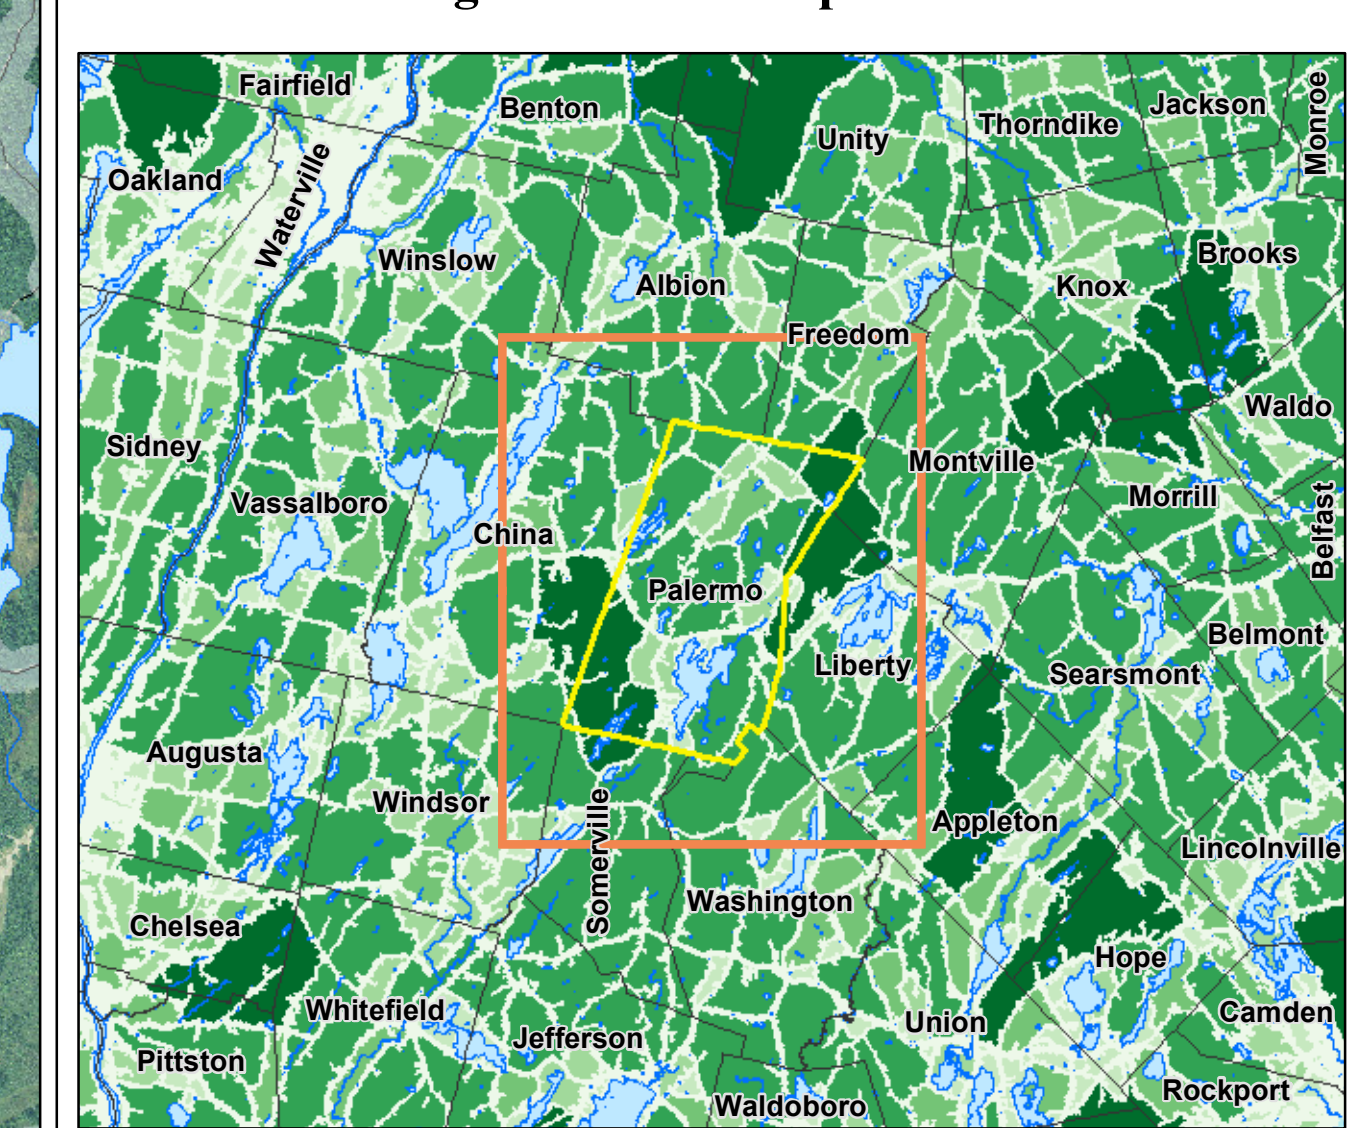 Fairfield
Benton
Jackson
Thorndike
Unity
Monroe
Oakland
Waterville
Winslow
Albion
Knox
Brooks
Freedom
Waldo
Sidney
Montville
Vassalboro
Morrill
China
Belfast
Palermo
Belmont
Liberty
Searsmont
Augusta
Windsor
Somerville
Appleton
Lincolnville
Washington
Chelsea
Hope
Whitefield
Union
Camden
Jefferson
Pittston
Rockport
Waldoboro